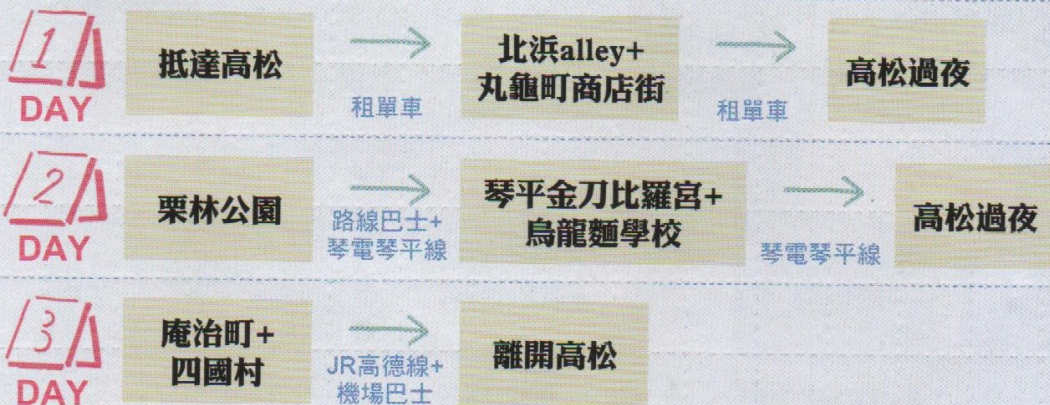 1
DAY
抵達高松
租單車
北浜alley+
丸龜町商店街
租單車
高松過夜
2
DAY
栗林公園
路線巴士+
琴電琴平線
琴平金刀比羅宮+
烏龍麵學校
琴電琴平線
高松過夜
3
DAY
庵治町+
四國村
JR高德線+
機場巴士
離開高松